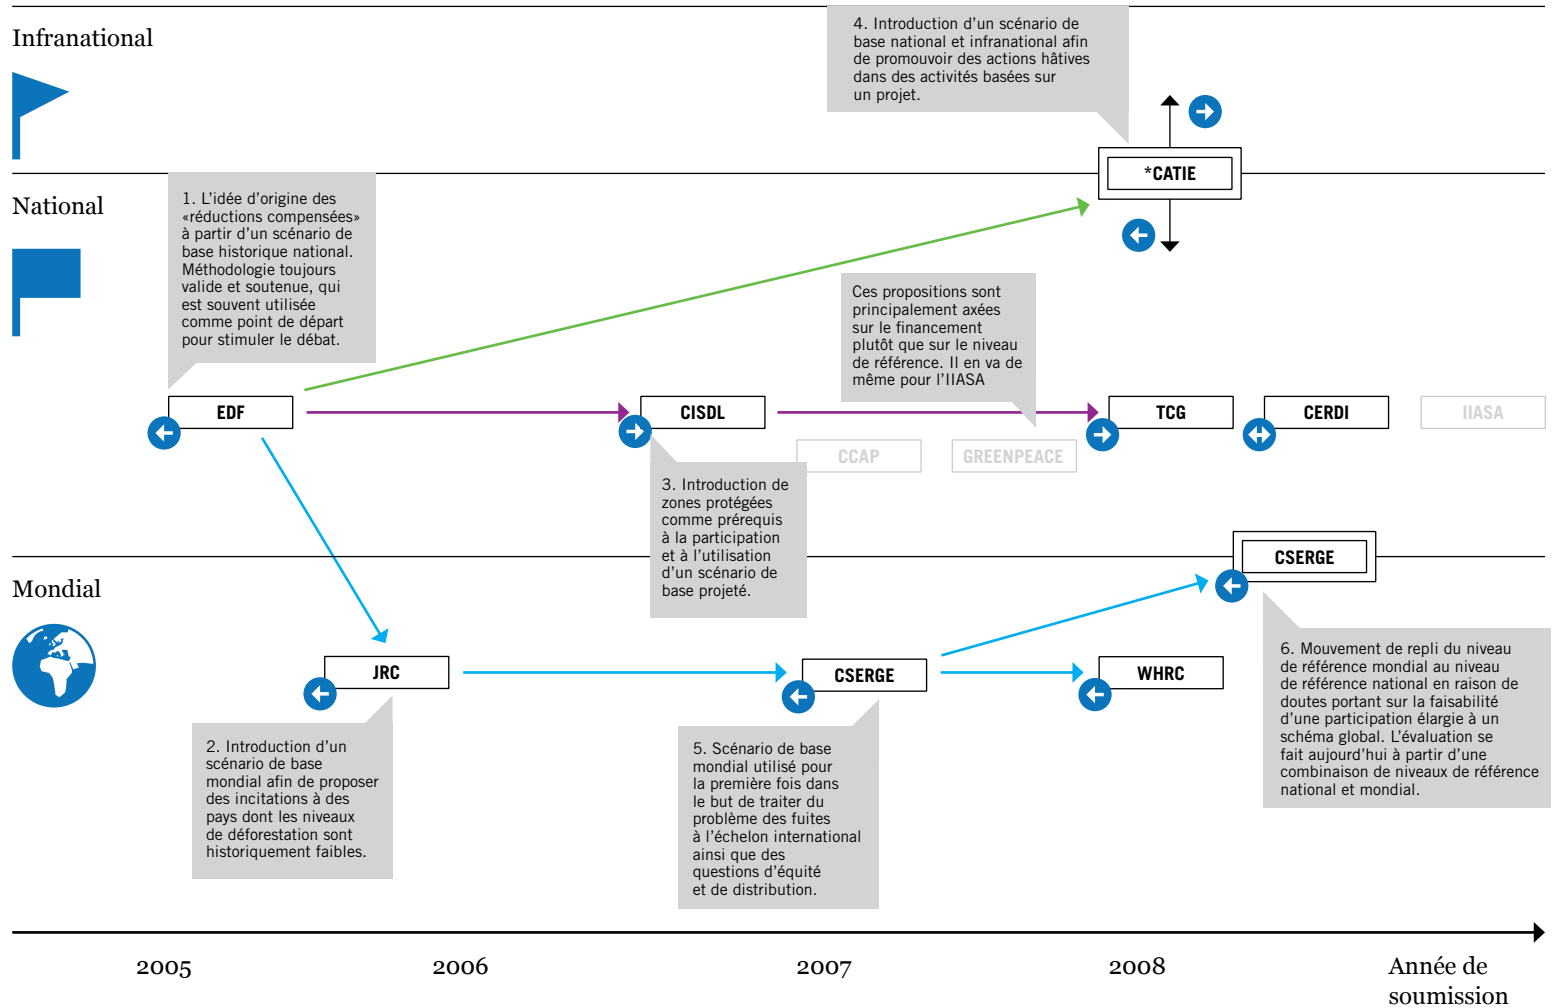 Infranational
4. Introduction d’un scénario de
base national et infranational afin
de promouvoir des actions hâtives
dans des activités basées sur
un projet.
*CATIE
National
1. L’idée d’origine des
«réductions compensées»
à partir d’un scénario de
base historique national.
Méthodologie toujours
valide et soutenue, qui
est souvent utilisée
comme point de départ
pour stimuler le débat.
Ces propositions sont
principalement axées
sur le financement
plutôt que sur le niveau
de référence. Il en va de
même pour l’IIASA
EDF
CISDL
TCG
CERDI
IIASA
CCAP
GREENPEACE
3. Introduction de
zones protégées
comme prérequis
à la participation
et à l’utilisation
d’un scénario de
base projeté.
Mondial
CSERGE
JRC
CSERGE
WHRC
2. Introduction d’un
scénario de base
mondial afin de proposer
des incitations à des
pays dont les niveaux
de déforestation sont
historiquement faibles.
5. Scénario de base
mondial utilisé pour
la première fois dans
le but de traiter du
problème des fuites
à l’échelon international
ainsi que des
questions d’équité
et de distribution.
6. Mouvement de repli du niveau
de référence mondial au niveau
de référence national en raison de
doutes portant sur la faisabilité
d’une participation élargie à un
schéma global. L’évaluation se
fait aujourd’hui à partir d’une
combinaison de niveaux de référence
national et mondial.
2005
2006
2007
2008
Année de
soumission